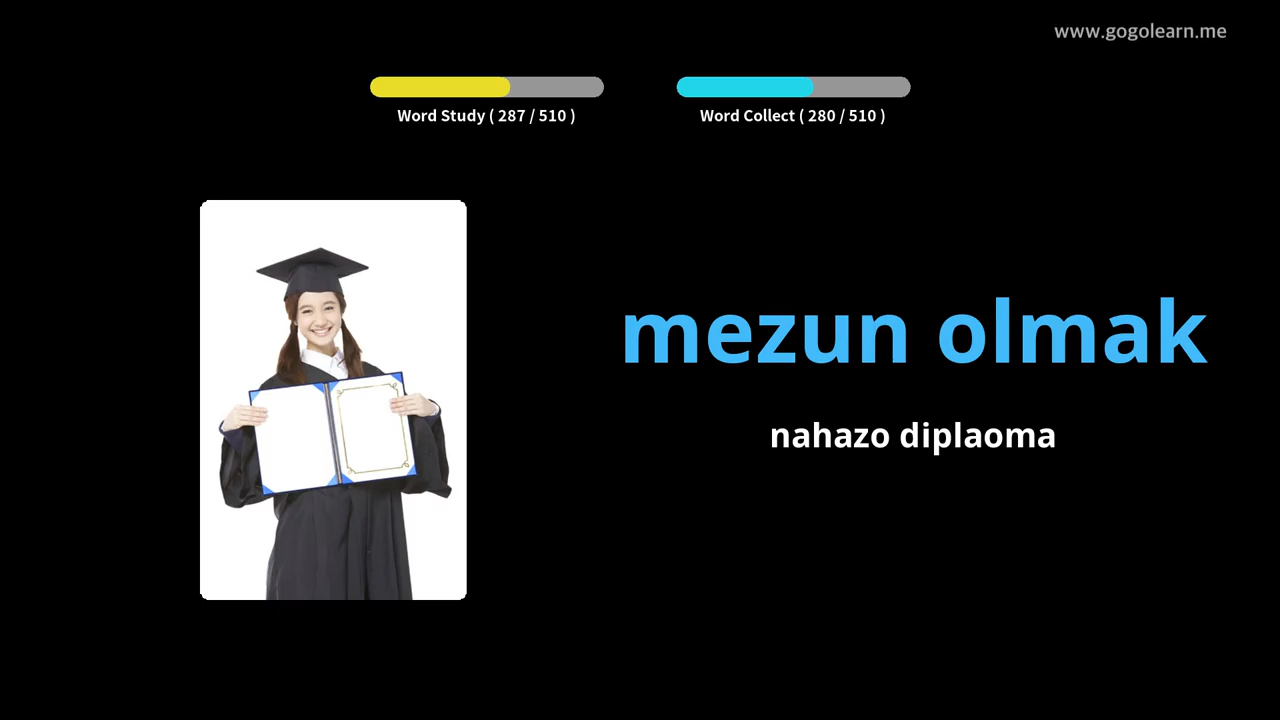 www.gogolearn.me
Word Study ( 287 / 510 )
Word Collect ( 280 / 510 )
mezun olmak
nahazo diplaoma